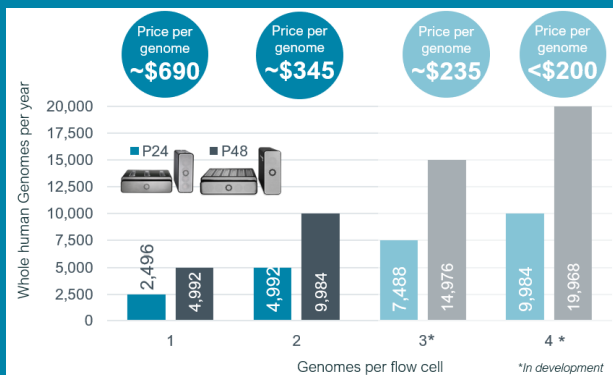 Price per
genome
~$690
Price per
genome
~$345
Price per
genome
~$235
Price per
genome
<$200
Whole human Genomes per year
20,000
17,500
15,000
12,500
10,000
7,500
5,000
2,500
0
P24 P48
2,496
4,992
4,992
9,984
7,488
14,976
9,984
19,968
1 2 3* 4 *
Genomes per flow cell
*In development